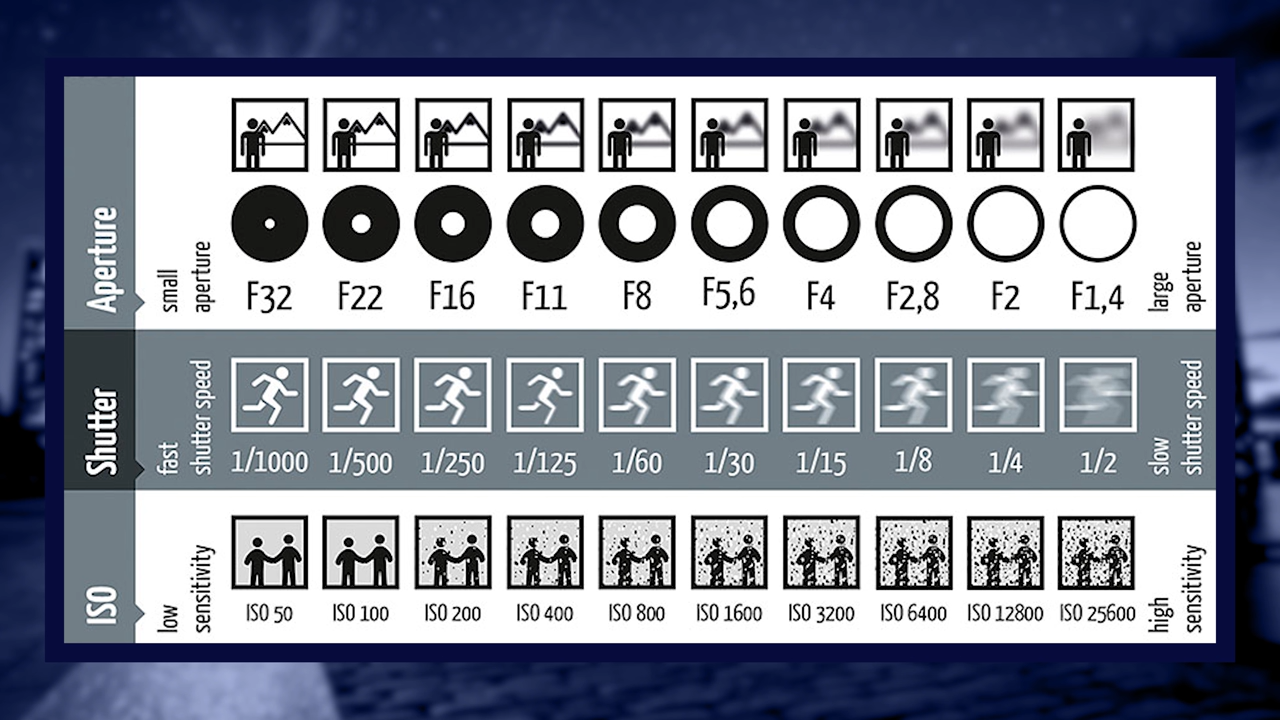 Aperture
small
aperture
F32 F22 F16 F11 F8 F5,6 F4 F2,8 F2 F1,4
large
aperture
Shutter
fast
shutter speed
1/1000 1/500 1/250 1/125 1/60 1/30 1/15 1/8 1/4 1/2
slow
shutter speed
ISO
low
sensitivity
ISO 50 ISO 100 ISO 200 ISO 400 ISO 800 ISO 1600 ISO 3200 ISO 6400 ISO 12800 ISO 25600
high
sensitivity